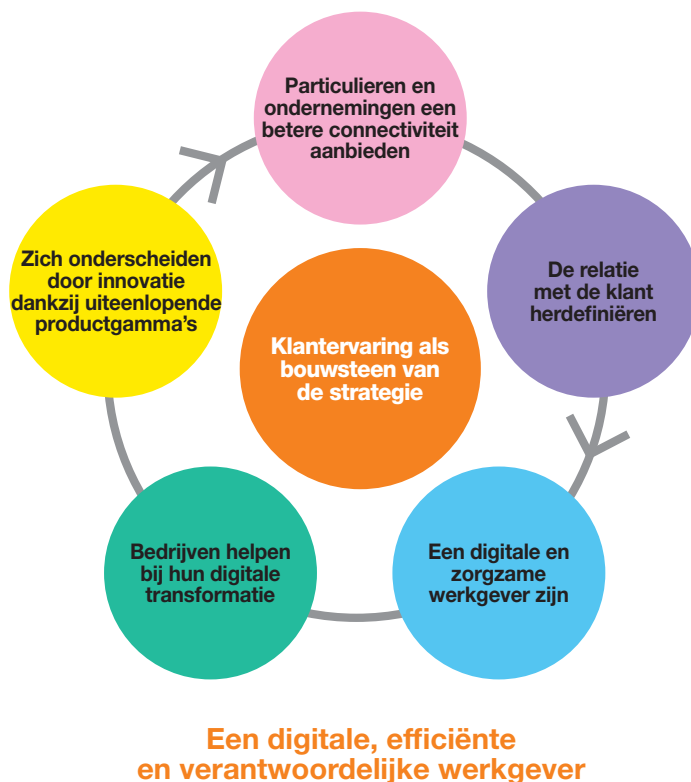 Particulieren en
ondernemingen een
betere connectiviteit
aanbieden
De relatie
met de klant
herdefiniëren
Een digitale en
zorgzame
werkgever zijn
Bedrijven helpen
bij hun digitale
transformatie
Zich onderscheiden
door innovatie
dankzij uiteenlopende
productgamma's
Klantervaring als
bouwsteen van
de strategie
Een digitale, efficiënte
en verantwoordelijke werkgever